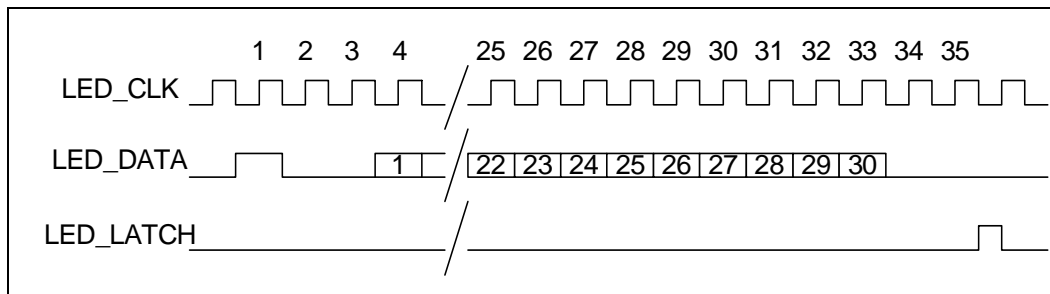 1 2 3 4 25 26 27 28 29 30 31 32 33 34 35
LED_CLK
LED_DATA 1 22 23 24 25 26 27 28 29 30
LED_LATCH